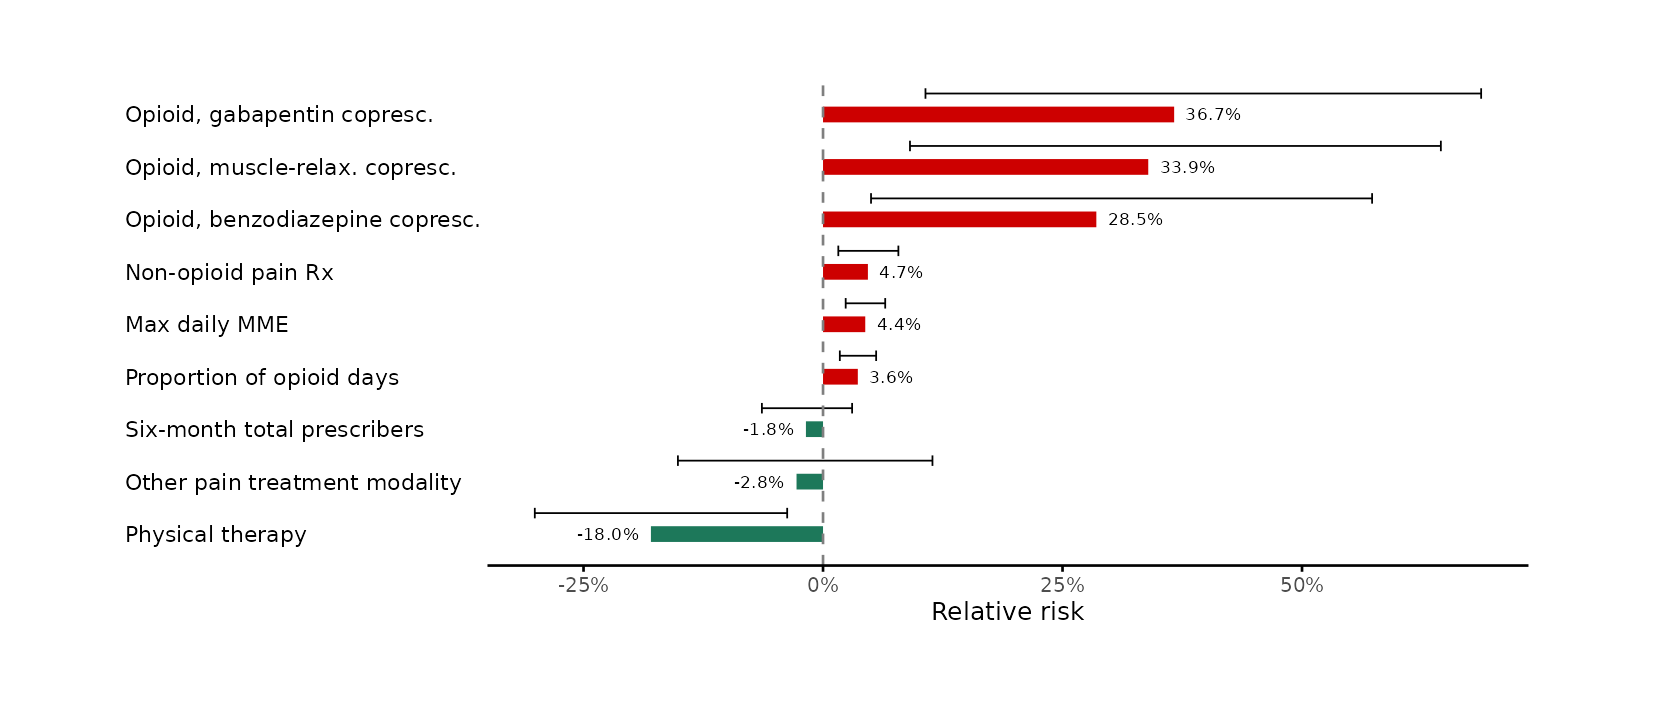 Opioid, gabapentin copresc.
36.7%
Opioid, muscle-relax. copresc.
33.9%
Opioid, benzodiazepine copresc.
28.5%
Non-opioid pain Rx
4.7%
Max daily MME
4.4%
Proportion of opioid days
3.6%
Six-month total prescribers
-1.8%
Other pain treatment modality
-2.8%
Physical therapy
-18.0%
-25% 0% 25% 50%
Relative risk